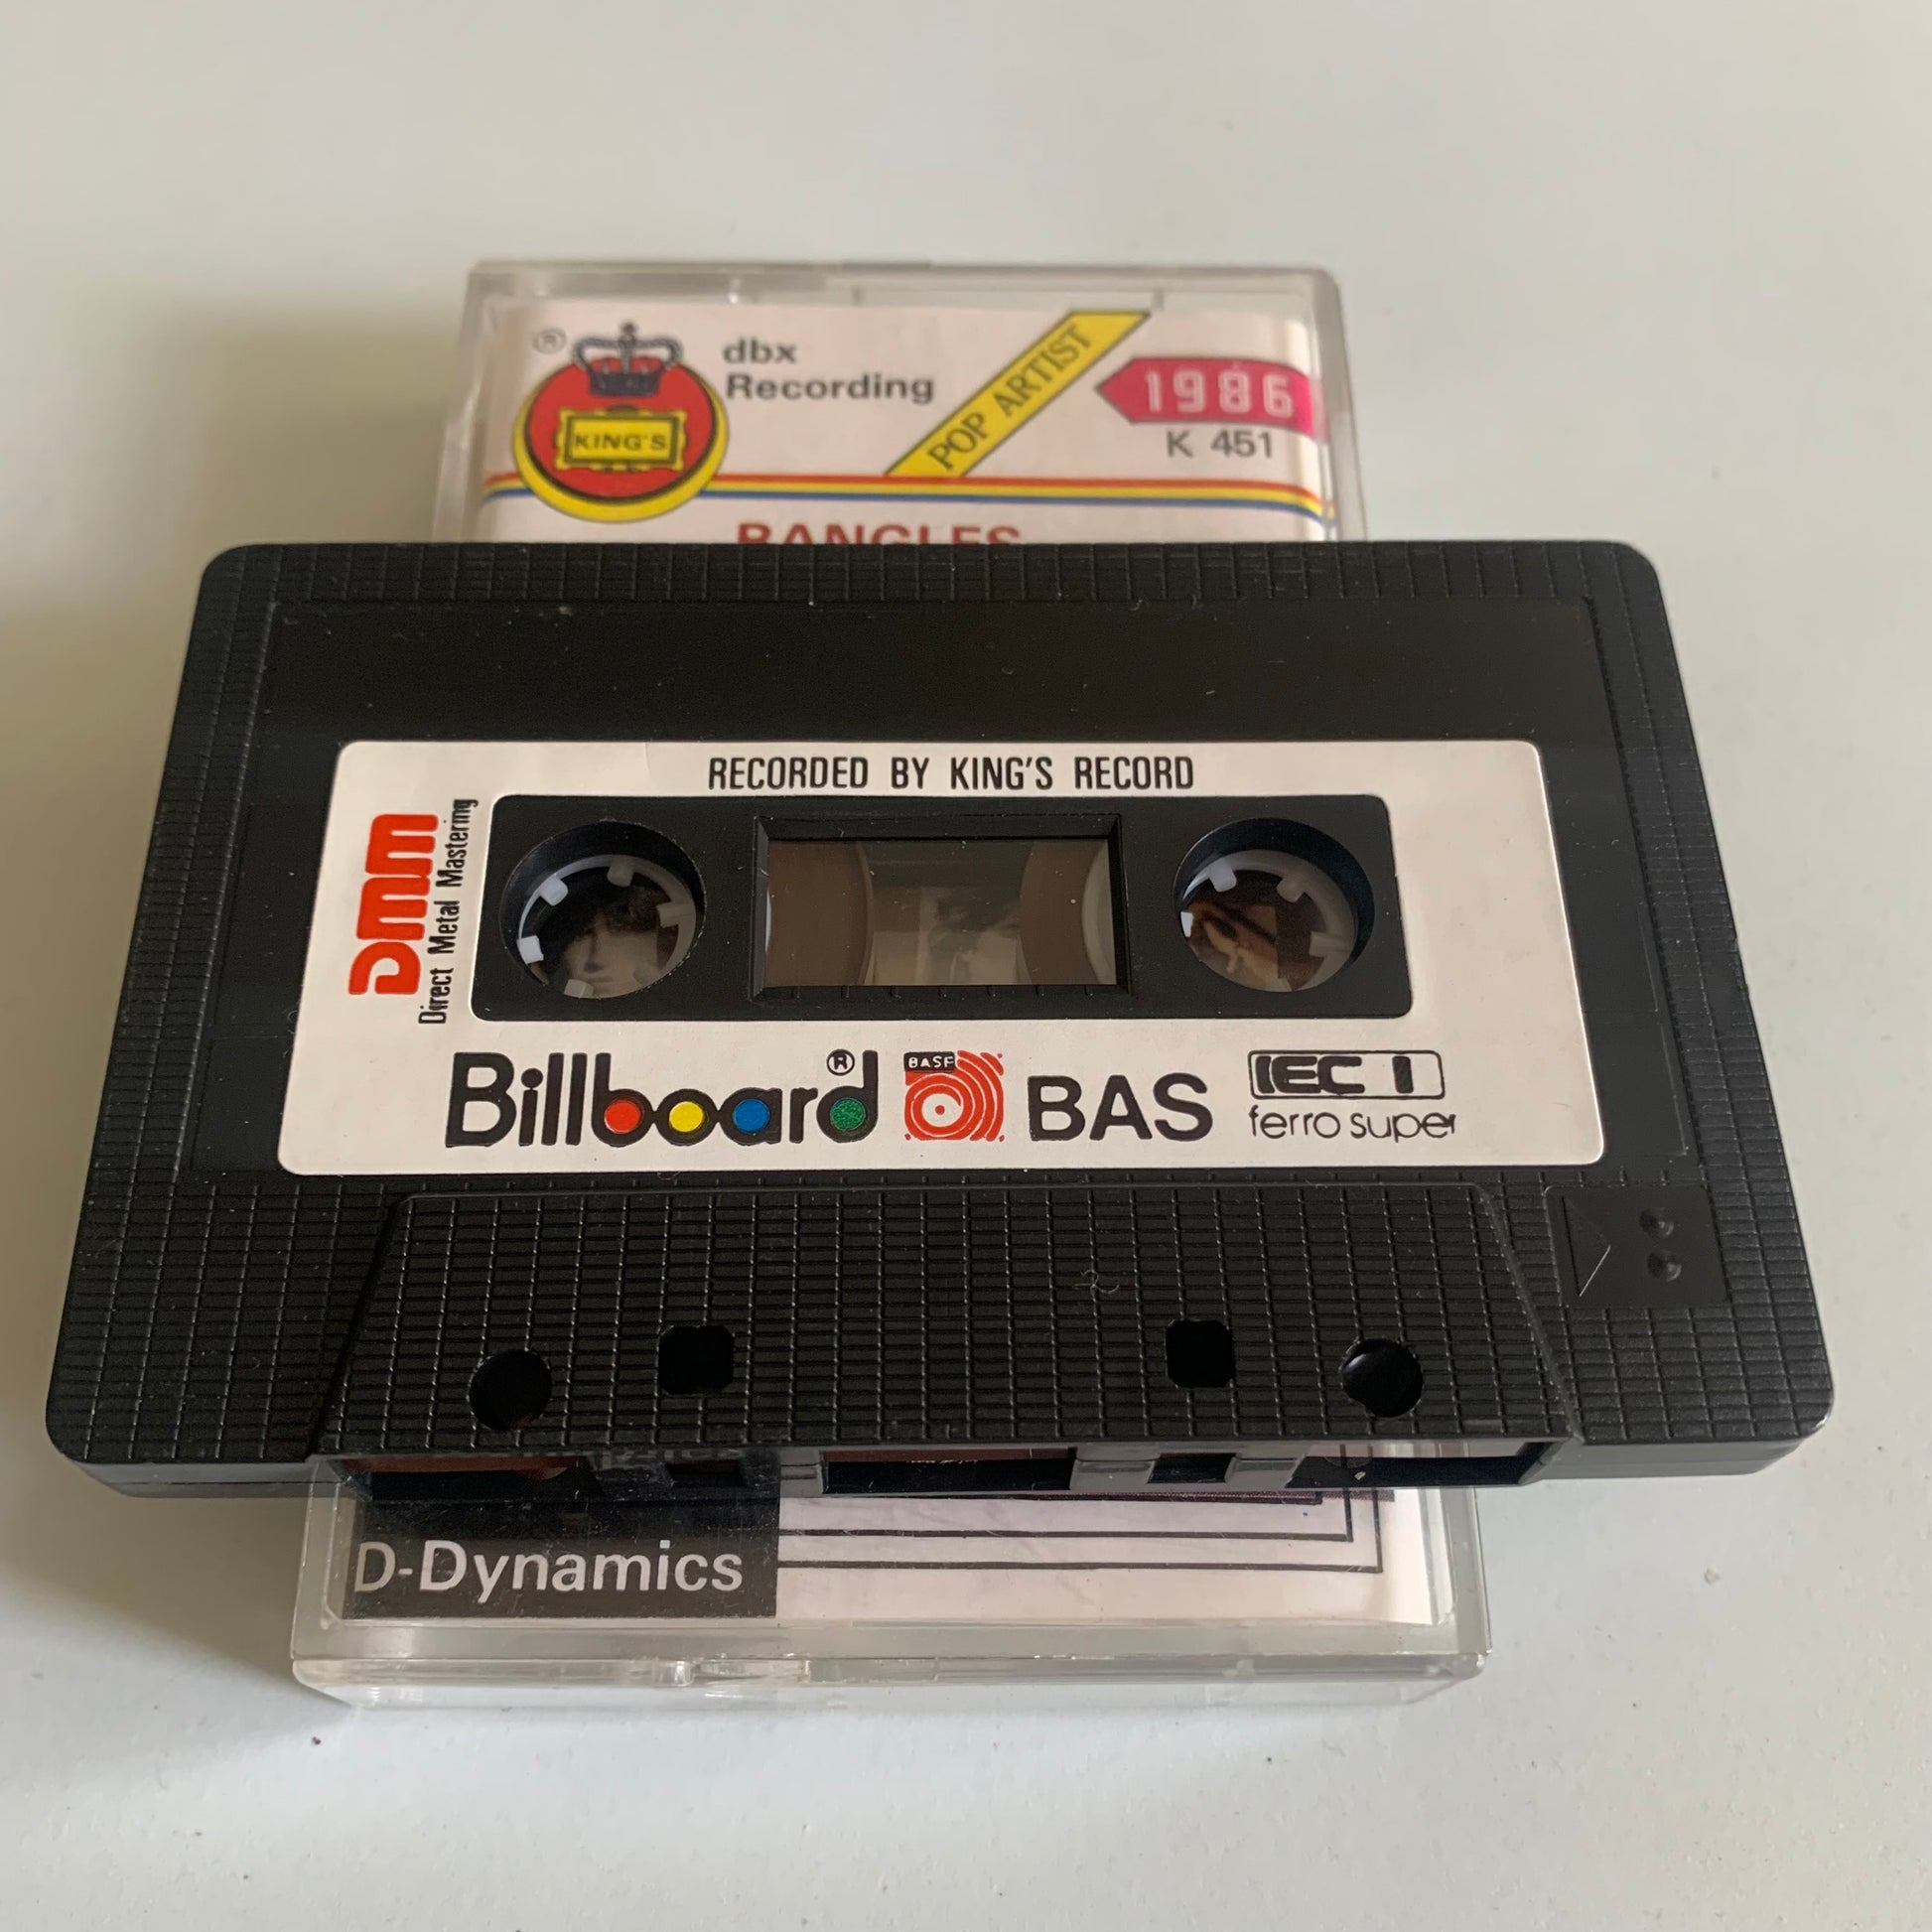 ®
KING'S
dbx
Recording
POP ARTIST
1986
K 451
BANGLES
RECORDED BY KING'S RECORD
DMM
Direct Metal Mastering
Billboard®
BASF
BAS
IEC I
ferro super
D-Dynamics